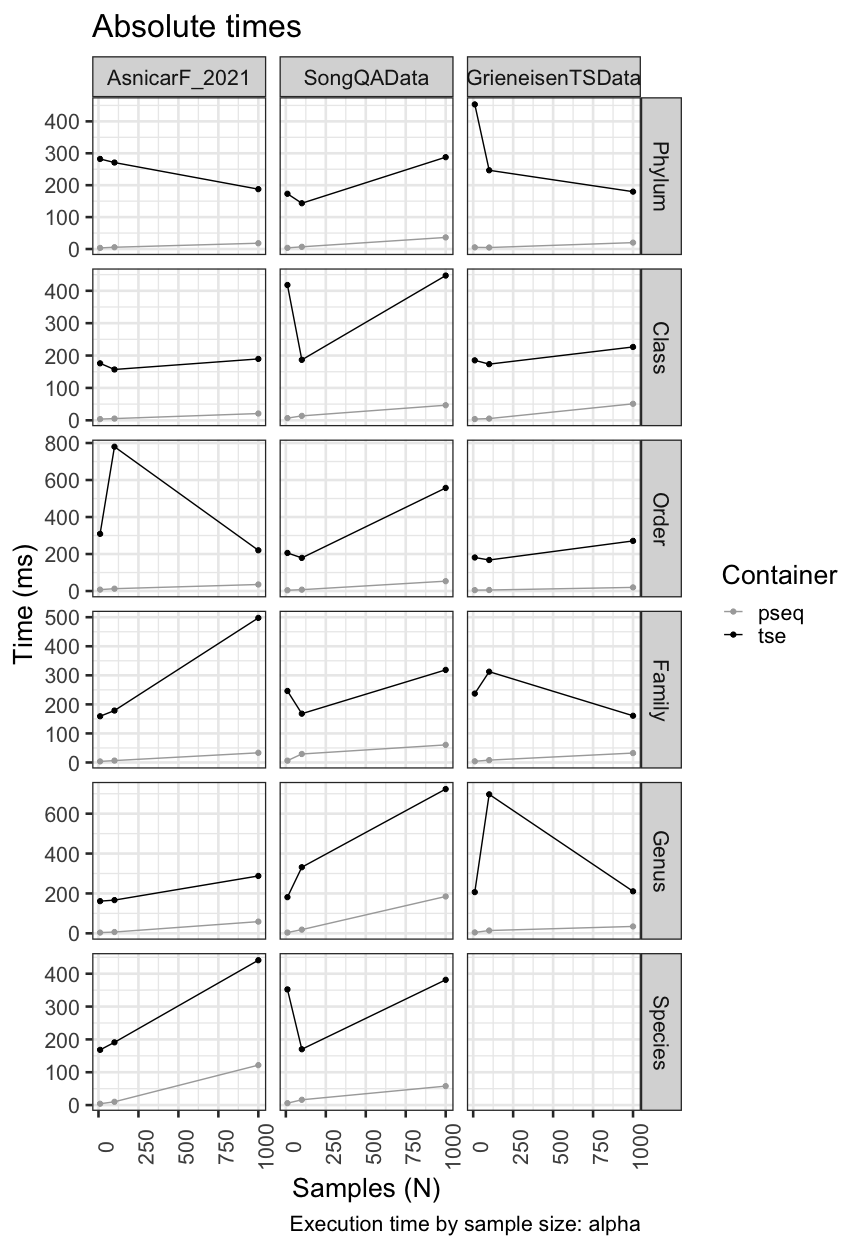 Absolute times
AsnicarF_2021 SongQAData GrieneisenTSData
400
300
200
100
0
Phylum
400
300
200
100
0
Class
800
600
400
200
0
Order
500
400
300
200
100
0
Family
600
400
200
0
Genus
400
300
200
100
0
Species
Time (ms)
0 250 500 750 1000 0 250 500 750 1000 0 250 500 750 1000
Samples (N)
Execution time by sample size: alpha
Container
pseq
tse